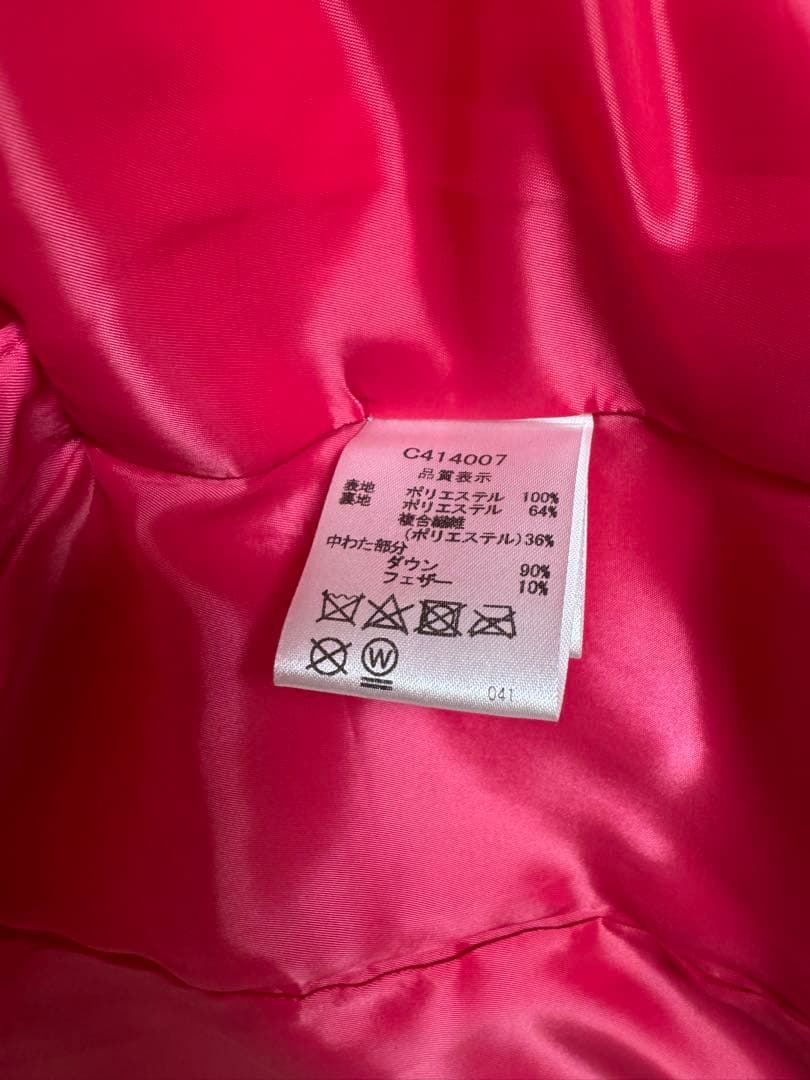 C414007
品質表示
表地 ポリエステル 100%
裏地 ポリエステル 64%
複合繊維
(ポリエステル)36%
中わた部分
ダウン 90%
フェザー 10%
W
041